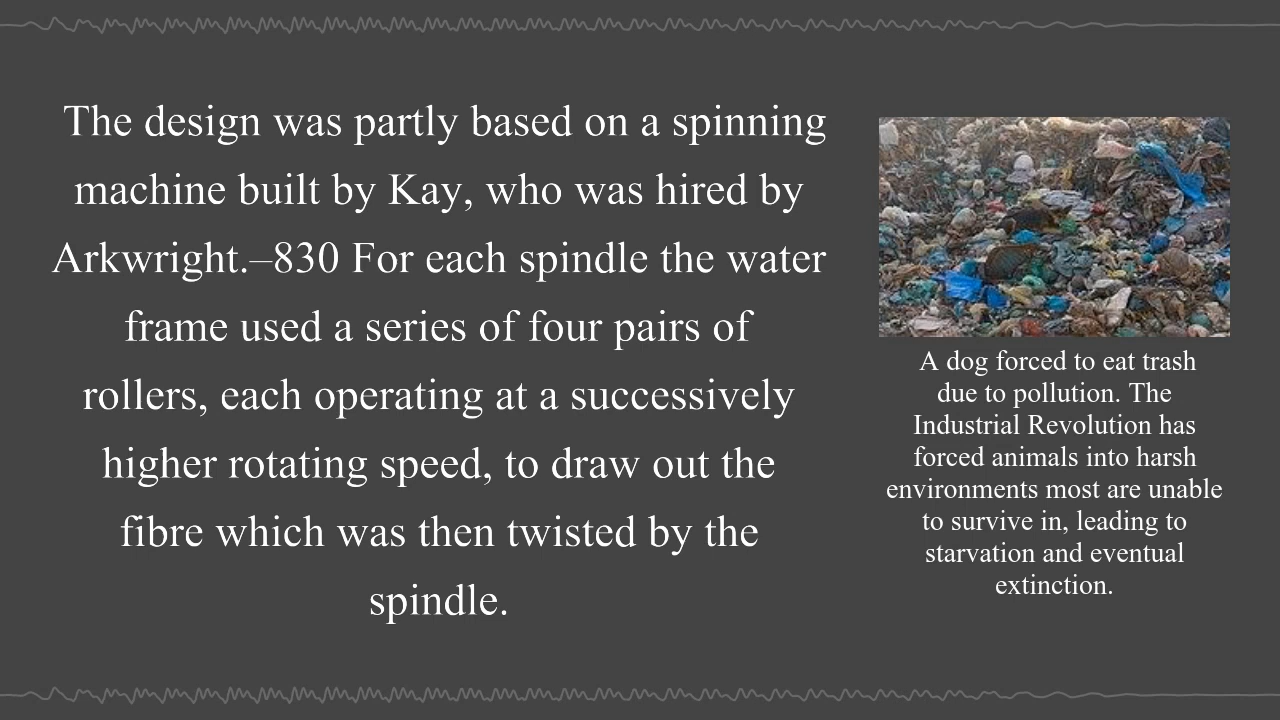 The design was partly based on a spinning
machine built by Kay, who was hired by
Arkwright.–830 For each spindle the water
frame used a series of four pairs of
rollers, each operating at a successively
higher rotating speed, to draw out the
fibre which was then twisted by the
spindle.
A dog forced to eat trash
due to pollution. The
Industrial Revolution has
forced animals into harsh
environments most are unable
to survive in, leading to
starvation and eventual
extinction.